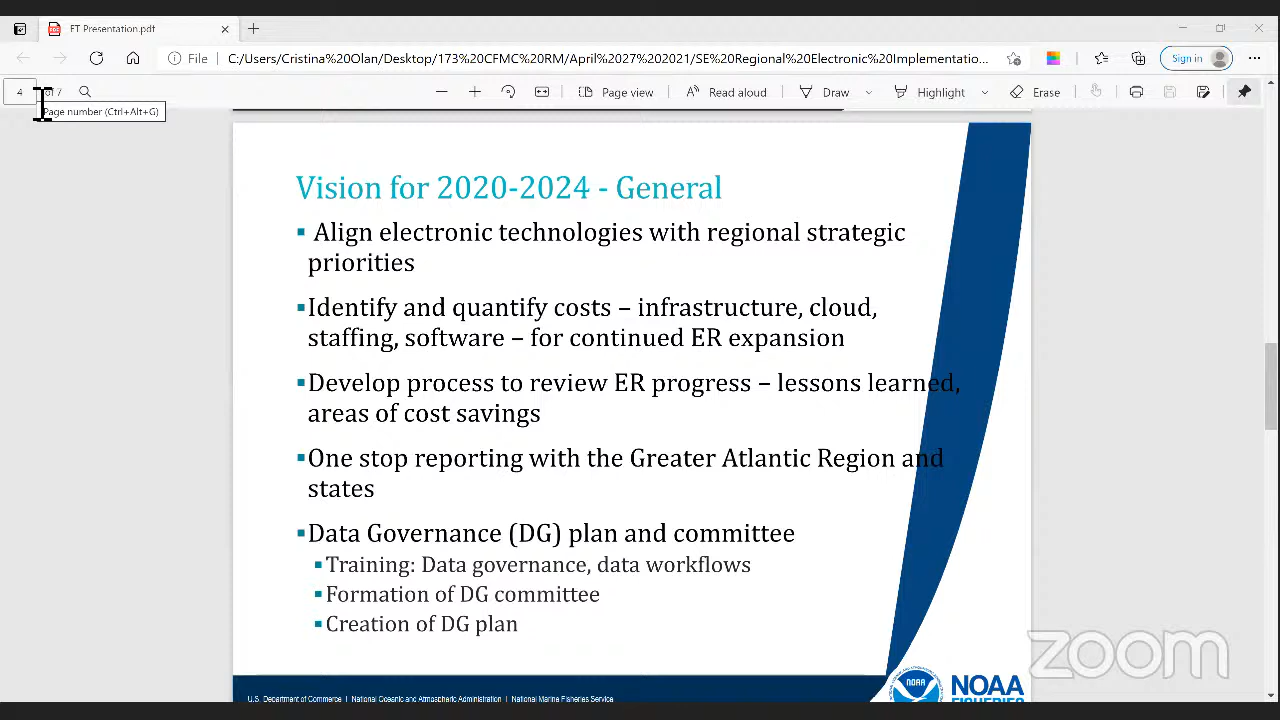 ET Presentation.pdf
File
C:/Users/Cristina%20Olan/Desktop/173%20CFMC%20RM/April%2027%202021/SE%20Regional%20Electronic%20Implementatio...
Sign in
4 of 7
Page view
Read aloud
Draw
Highlight
Erase
Page number (Ctrl+Alt+G)
Vision for 2020-2024 - General
▪ Align electronic technologies with regional strategic
priorities
▪Identify and quantify costs – infrastructure, cloud,
staffing, software – for continued ER expansion
▪Develop process to review ER progress – lessons learned,
areas of cost savings
▪One stop reporting with the Greater Atlantic Region and
states
▪Data Governance (DG) plan and committee
▪Training: Data governance, data workflows
▪Formation of DG committee
▪Creation of DG plan
zoom
U.S. Department of Commerce | National Oceanic and Atmospheric Administration | National Marine Fisheries Service
NOAA
NOAA
FISHERIES